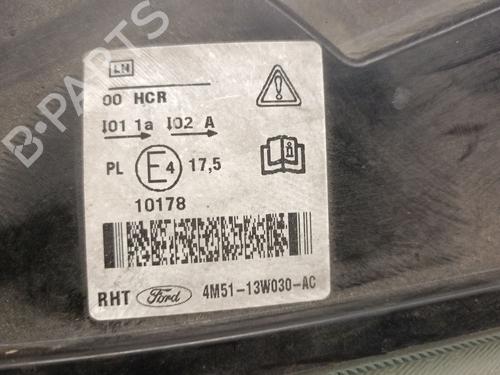 LN
00 HCR
I01 1a I02 A
PL E4 17,5
10178
RHT Ford 4M51-13W030-AC
B-PARTS